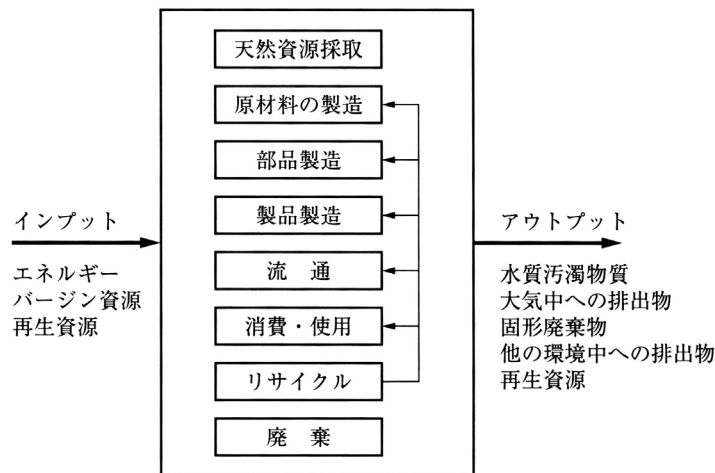 天然資源採取
原材料の製造
部品製造
製品製造
流　通
消費・使用
リサイクル
廃　棄
インプット
エネルギー
バージン資源
再生資源
アウトプット
水質汚濁物質
大気中への排出物
固形廃棄物
他の環境中への排出物
再生資源